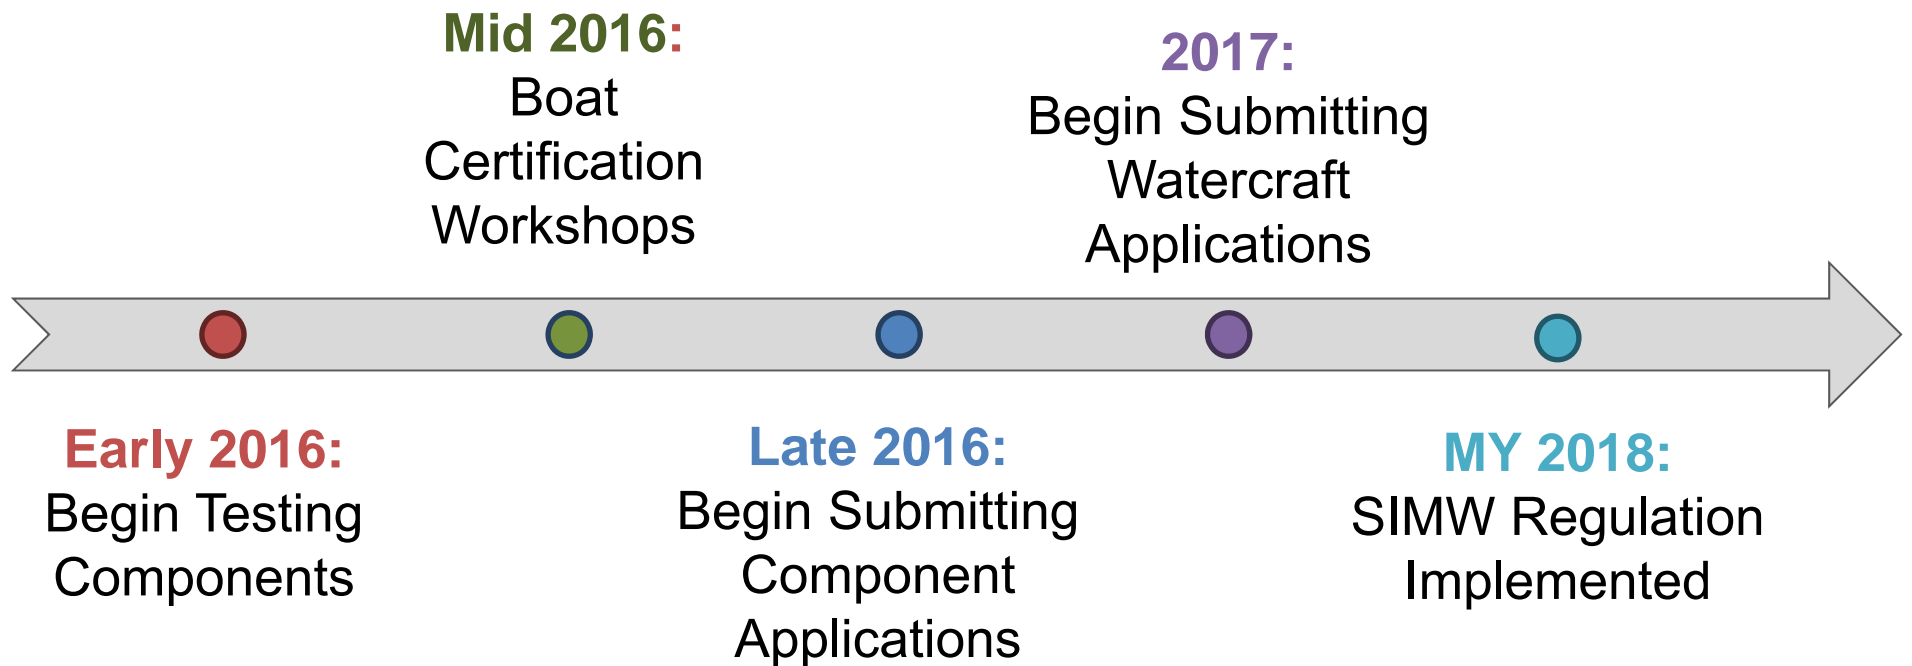 Mid 2016:
Boat
Certification
Workshops
2017:
Begin Submitting
Watercraft
Applications
Early 2016:
Begin Testing
Components
Late 2016:
Begin Submitting
Component
Applications
MY 2018:
SIMW Regulation
Implemented